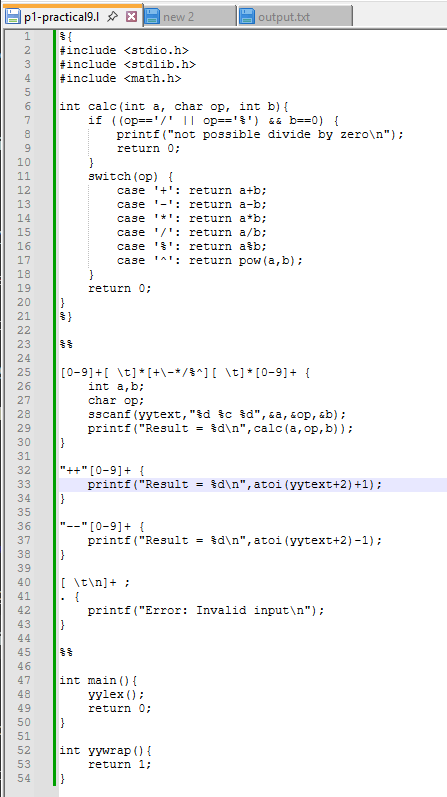 p1-practical9.l new 2 output.txt
1 %{
2 #include <stdio.h>
3 #include <stdlib.h>
4 #include <math.h>
5
6 int calc(int a, char op, int b){
7     if ((op=='/' || op=='%') && b==0) {
8         printf("not possible divide by zero\n");
9         return 0;
10     }
11     switch(op) {
12         case '+': return a+b;
13         case '-': return a-b;
14         case '*': return a*b;
15         case '/': return a/b;
16         case '%': return a%b;
17         case '^': return pow(a,b);
18     }
19     return 0;
20 }
21 %}
22
23 %%
24
25 [0-9]+[ \t]*[+\-*/%^][ \t]*[0-9]+ {
26     int a,b;
27     char op;
28     sscanf(yytext,"%d %c %d",&a,&op,&b);
29     printf("Result = %d\n",calc(a,op,b));
30 }
31
32 "++"[0-9]+ {
33     printf("Result = %d\n",atoi(yytext+2)+1);
34 }
35
36 "--"[0-9]+ {
37     printf("Result = %d\n",atoi(yytext+2)-1);
38 }
39
40 [ \t\n]+ ;
41 . {
42     printf("Error: Invalid input\n");
43 }
44
45 %%
46
47 int main(){
48     yylex();
49     return 0;
50 }
51
52 int yywrap(){
53     return 1;
54 }